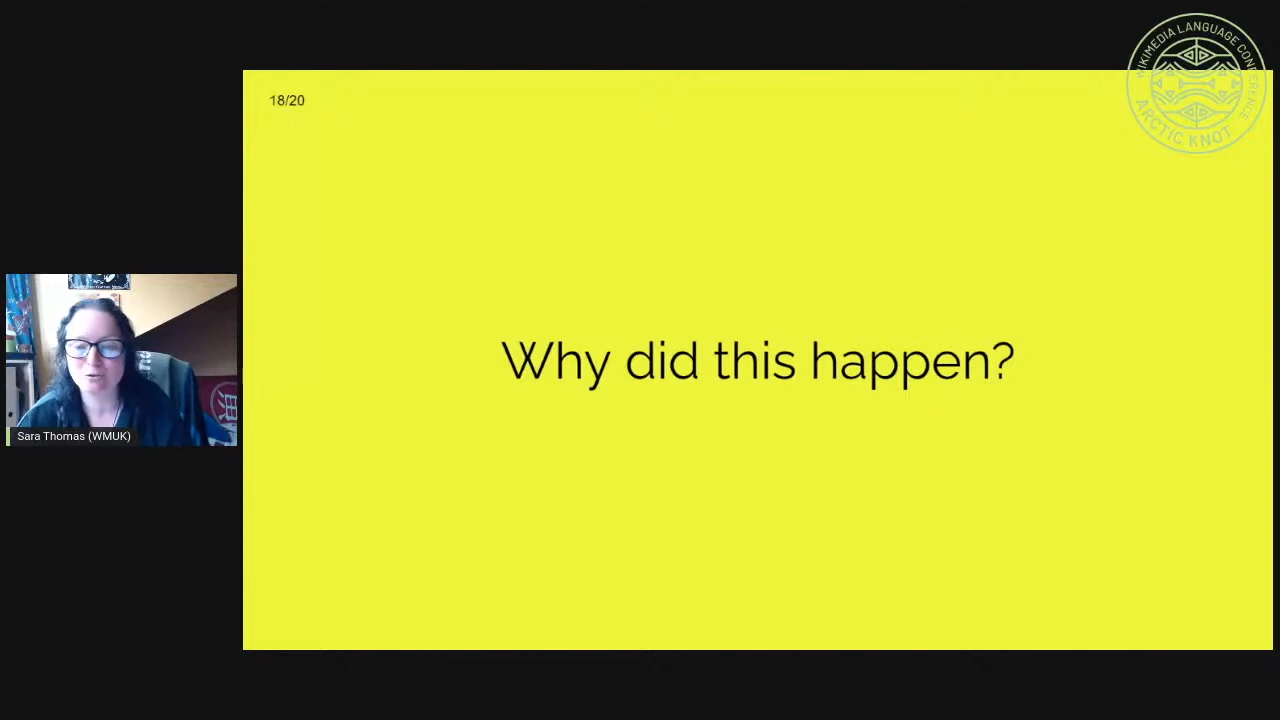 WIKIMEDIA LANGUAGE CONFERENCE
ARCTIC KNOT
18/20
Why did this happen?
Sara Thomas (WMUK)